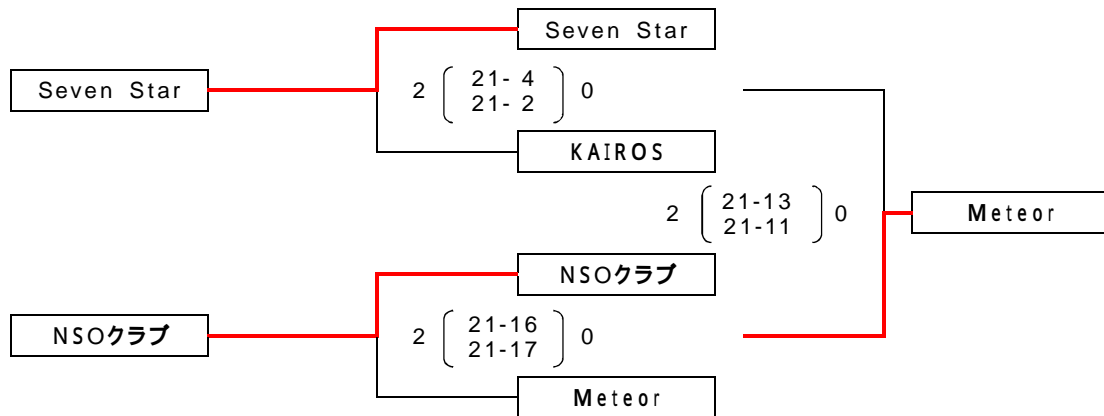 Seven Star
Seven Star
2 21- 4 0
21- 2
KAIROS
2 21-13 0
21-11
Meteor
NSOクラブ
NSOクラブ
2 21-16 0
21-17
Meteor